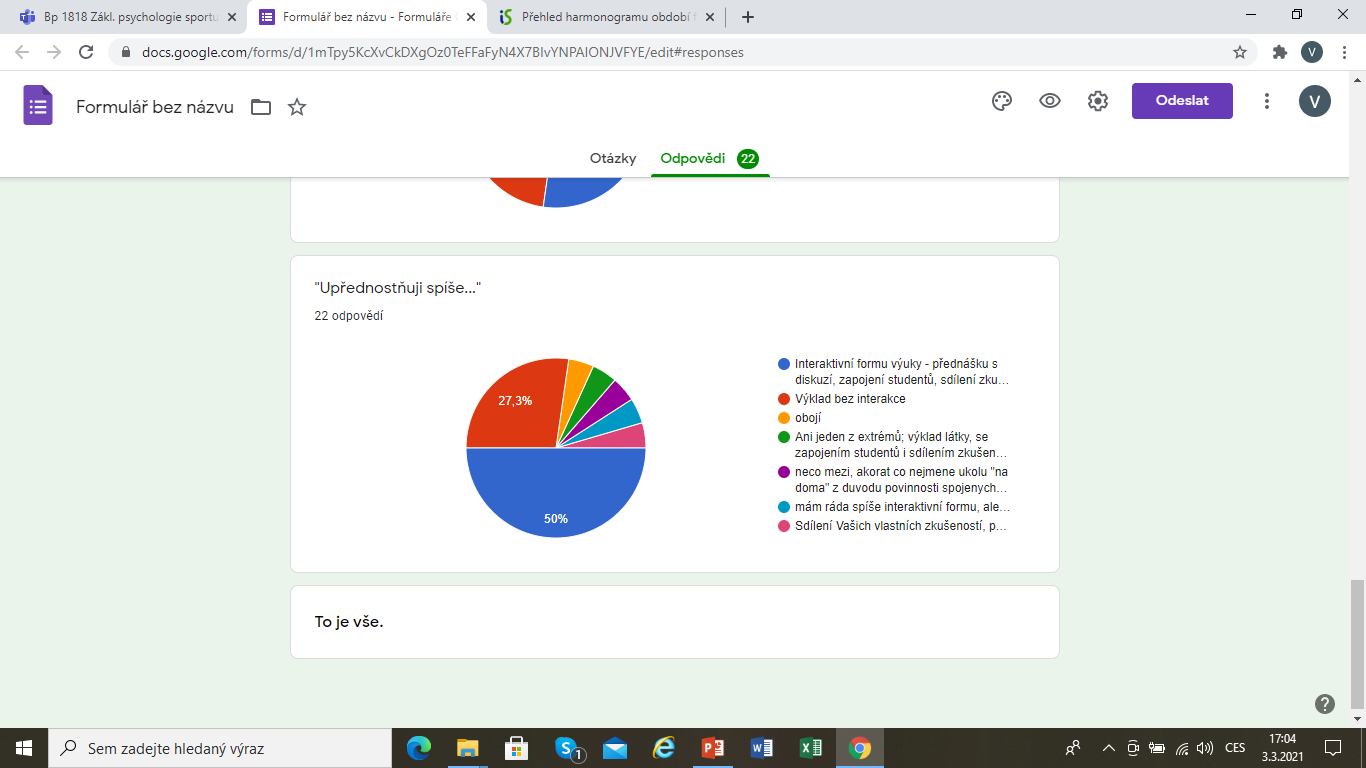 Bp 1818 Zákl. psychologie sportu
Formulář bez názvu - Formuláře
Přehled harmonogramu období f
docs.google.com/forms/d/1mTpy5KcXvCkDXgOz0TeFFaFyN4X7BIvYNPAIONJVFYE/edit#responses
V
Formulář bez názvu
Odeslat
V
Otázky
Odpovědi 22
"Upřednostňuji spíše..."
22 odpovědí
Interaktivní formu výuky - přednášku s
diskuzí, zapojení studentů, sdílení zku…
Výklad bez interakce
obojí
Ani jeden z extrémů; výklad látky, se
zapojením studentů i sdílením zkušen…
neco mezi, akorat co nejmene ukolu "na
doma" z duvodu povinnosti spojenych…
mám ráda spíše interaktivní formu, ale…
Sdílení Vašich vlastních zkušeností, p…
27,3%
50%
To je vše.
Sem zadejte hledaný výraz
1
CES
17:04
3.3.2021